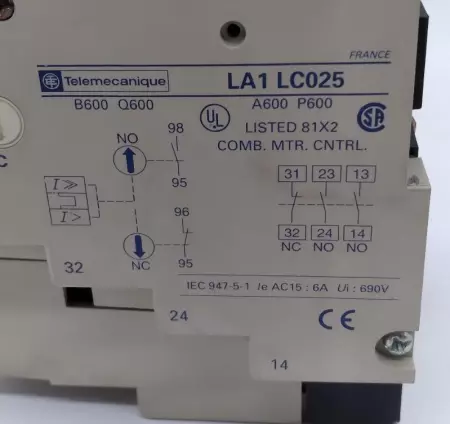 FRANCE
Telemecanique LA1 LC025
B600 Q600 A600 P600
UL LISTED 81X2 SA
COMB. MTR. CNTRL.
C
NO 98
95
I >>
I >
96
NC 95
31 23 13
32 24 14
NC NO NO
32
IEC 947-5-1 Ie AC15 : 6A Ui : 690V
24
CE
14